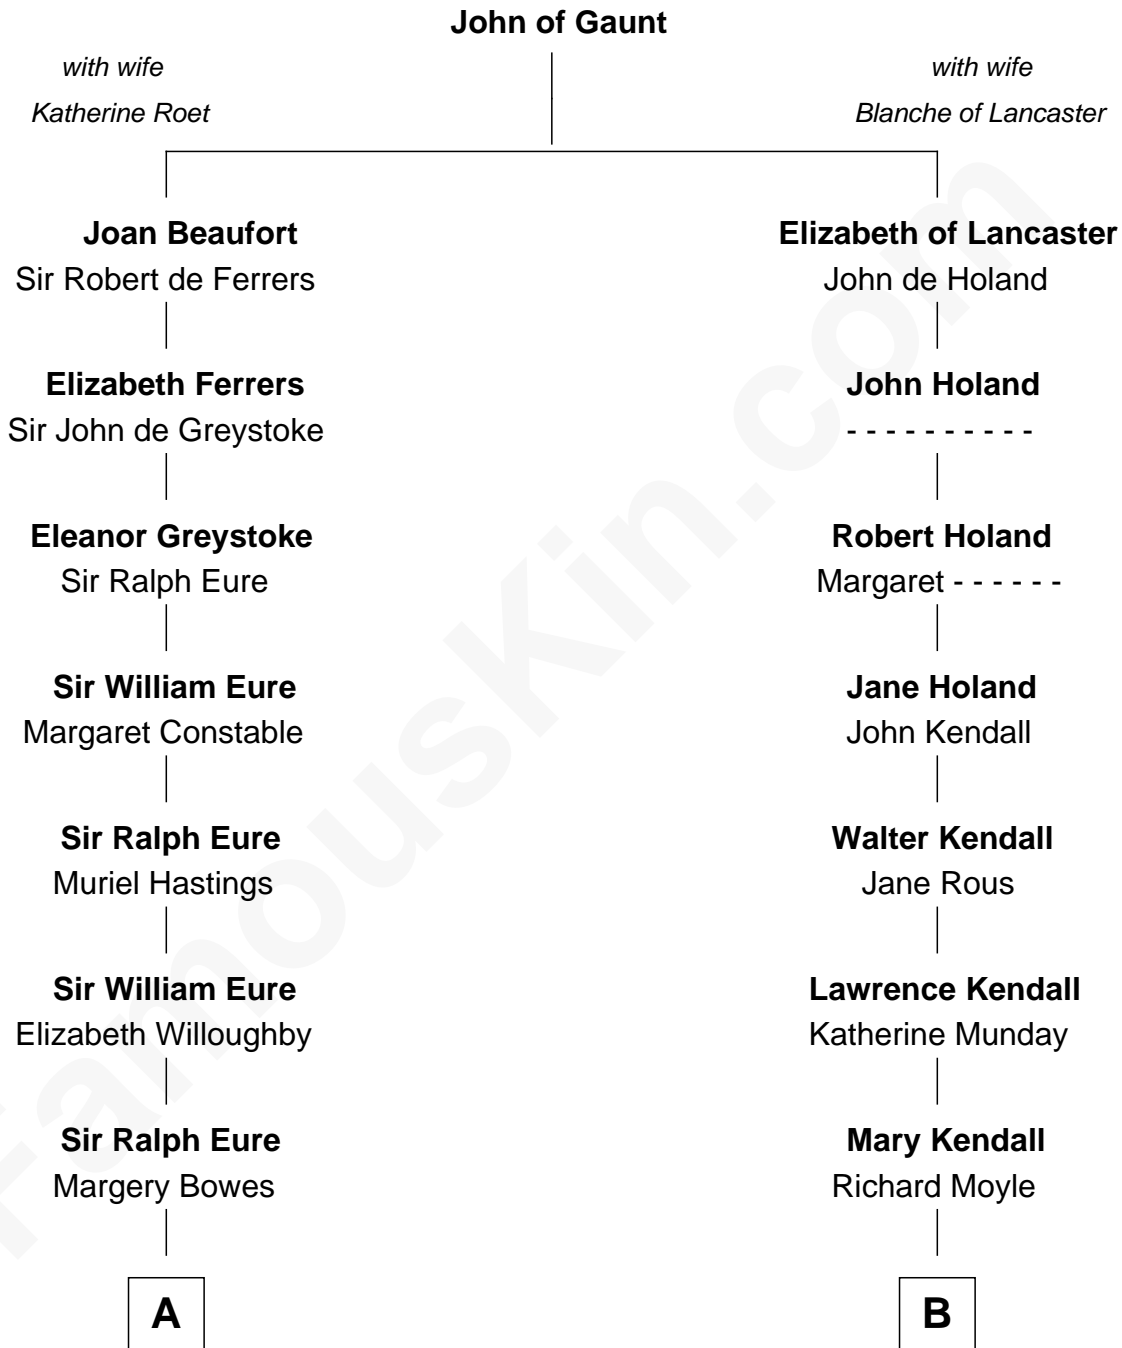 John of Gaunt
with wife
Katherine Roet
with wife
Blanche of Lancaster
Joan Beaufort
Sir Robert de Ferrers
Elizabeth of Lancaster
John de Holand
Elizabeth Ferrers
Sir John de Greystoke
John Holand
- - - - - - - - - -
Eleanor Greystoke
Sir Ralph Eure
Robert Holand
Margaret - - - - - -
Sir William Eure
Margaret Constable
Jane Holand
John Kendall
Sir Ralph Eure
Muriel Hastings
Walter Kendall
Jane Rous
Sir William Eure
Elizabeth Willoughby
Lawrence Kendall
Katherine Munday
Sir Ralph Eure
Margery Bowes
Mary Kendall
Richard Moyle
A
B
FamousKin.com